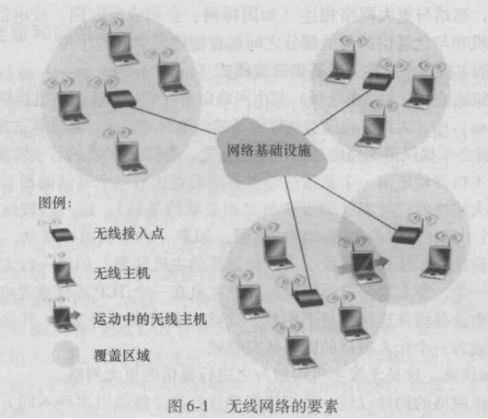 网络基础设施
图例：
无线接入点
无线主机
运动中的无线主机
覆盖区域
图 6-1 无线网络的要素